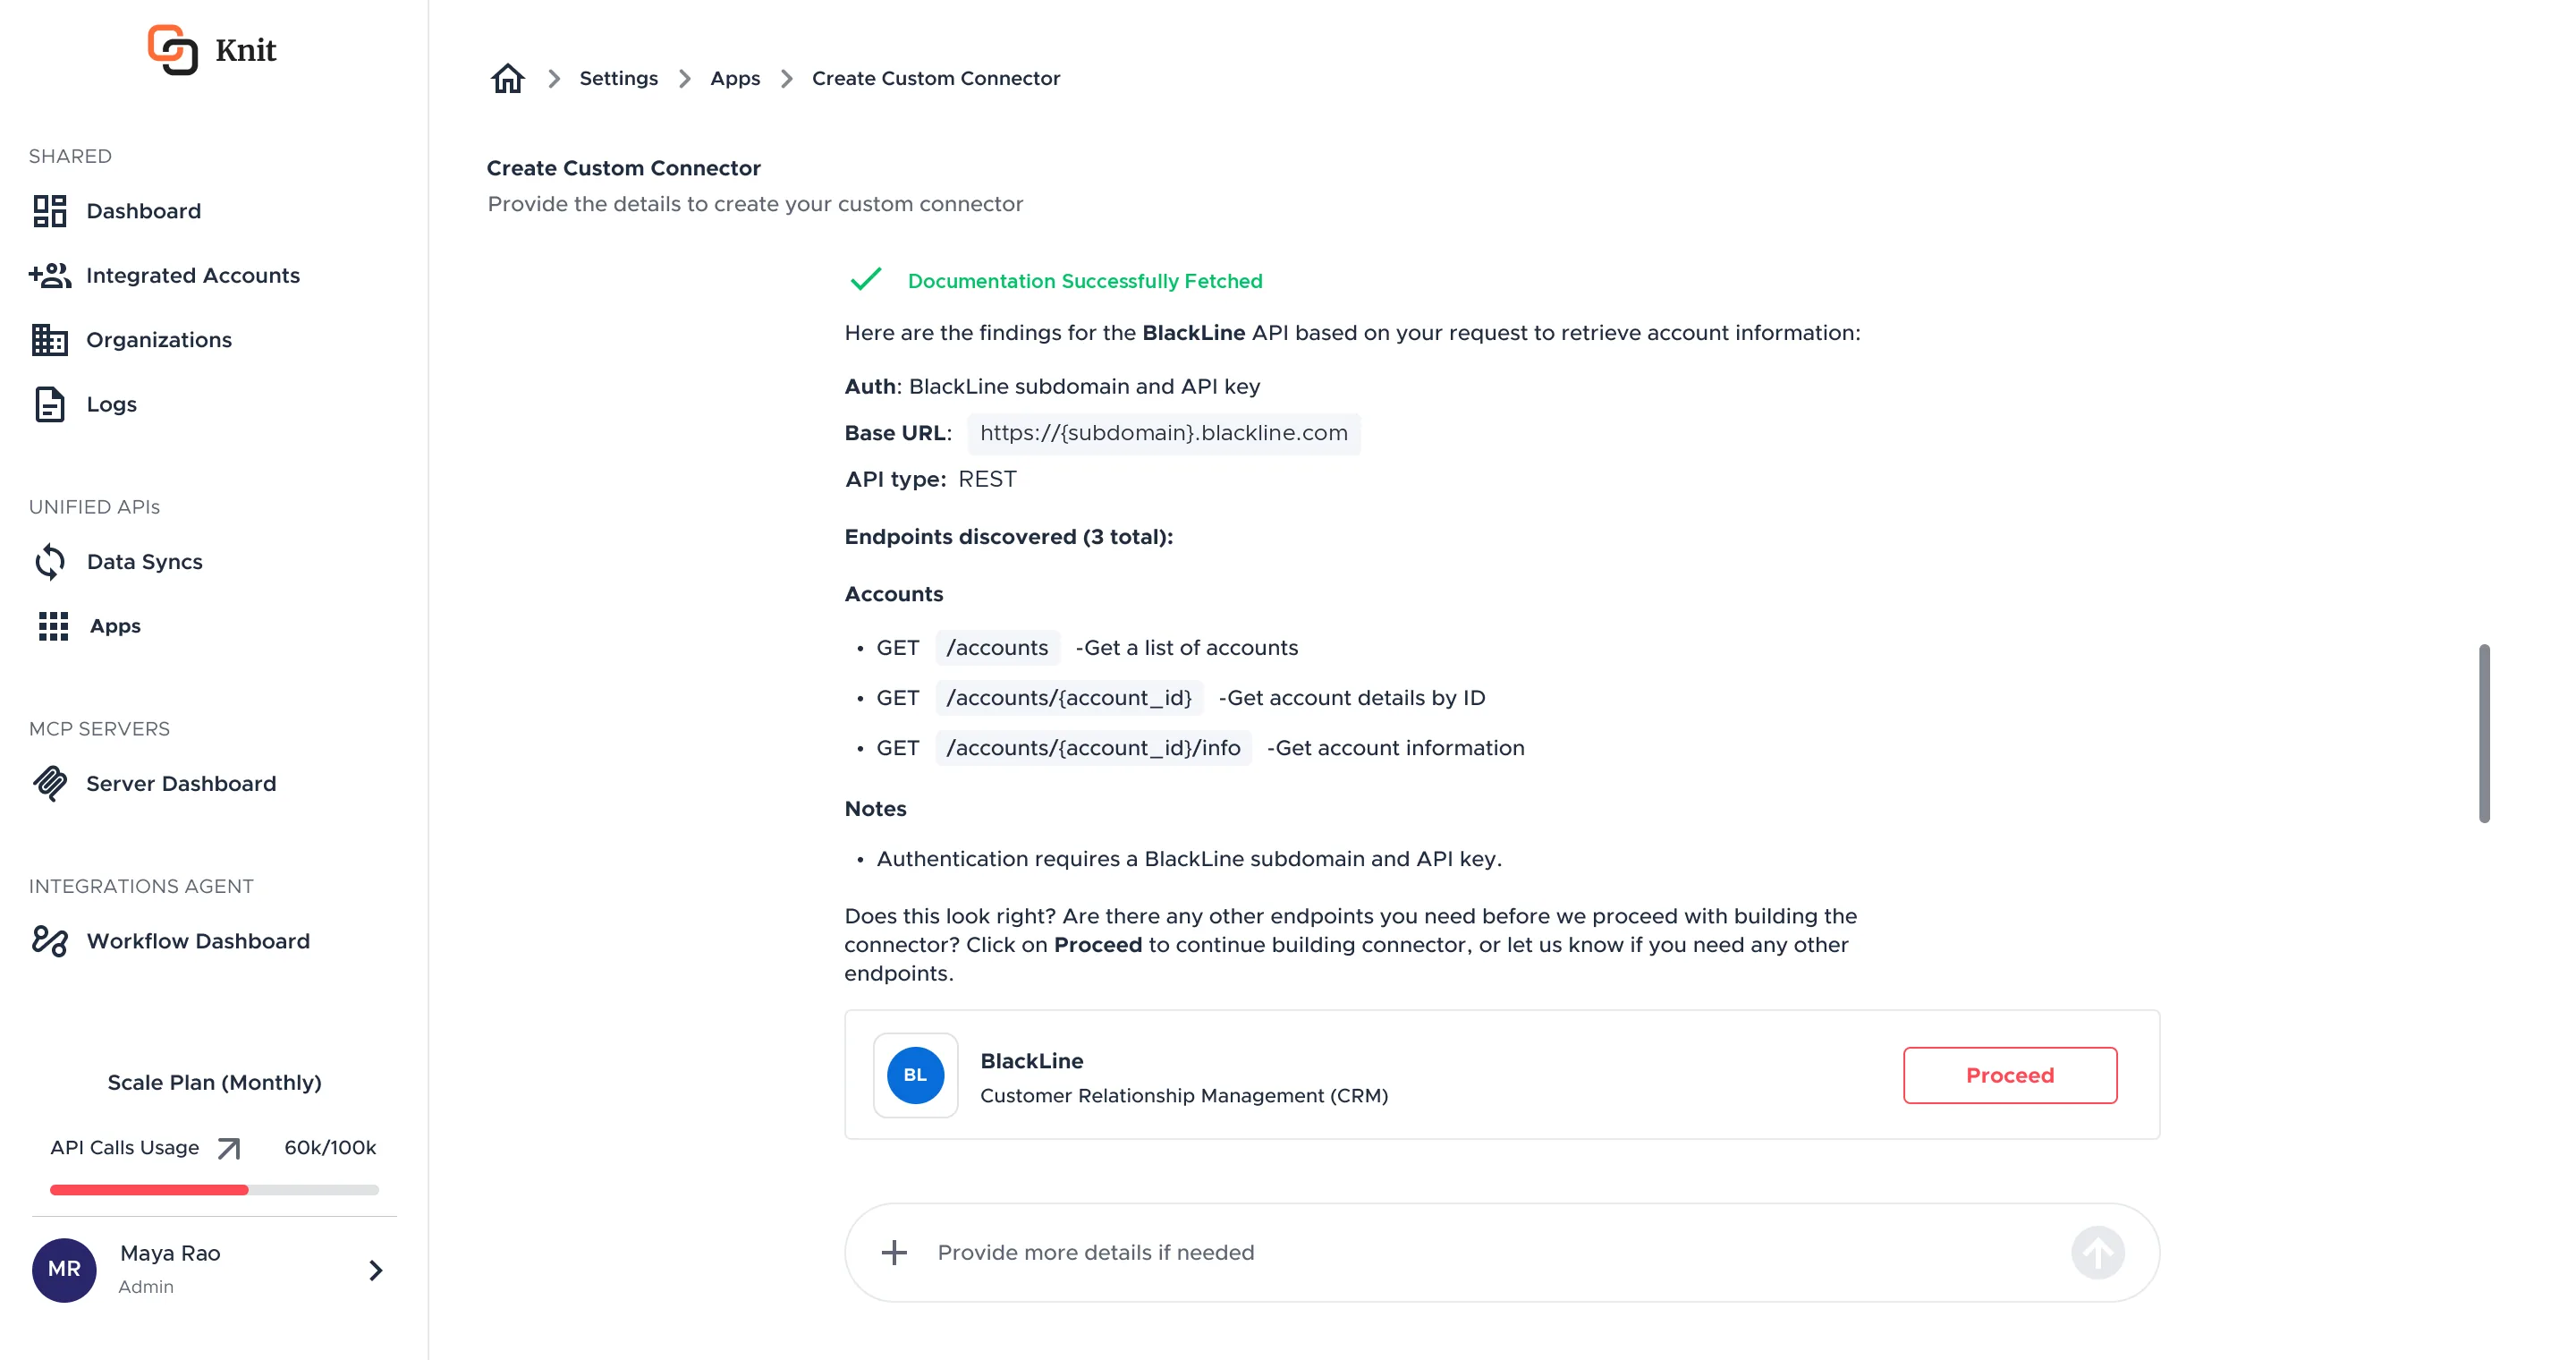 Knit
SHARED
Dashboard
Integrated Accounts
Organizations
Logs
UNIFIED APIs
Data Syncs
Apps
MCP SERVERS
Server Dashboard
INTEGRATIONS AGENT
Workflow Dashboard
Scale Plan (Monthly)
API Calls Usage 60k/100k
MR
Maya Rao
Admin
Settings Apps Create Custom Connector
Create Custom Connector
Provide the details to create your custom connector
Documentation Successfully Fetched
Here are the findings for the BlackLine API based on your request to retrieve account information:
Auth: BlackLine subdomain and API key
Base URL: https://{subdomain}.blackline.com
API type: REST
Endpoints discovered (3 total):
Accounts
• GET /accounts -Get a list of accounts
• GET /accounts/{account_id} -Get account details by ID
• GET /accounts/{account_id}/info -Get account information
Notes
• Authentication requires a BlackLine subdomain and API key.
Does this look right? Are there any other endpoints you need before we proceed with building the
connector? Click on Proceed to continue building connector, or let us know if you need any other
endpoints.
BL
BlackLine
Customer Relationship Management (CRM)
Proceed
Provide more details if needed